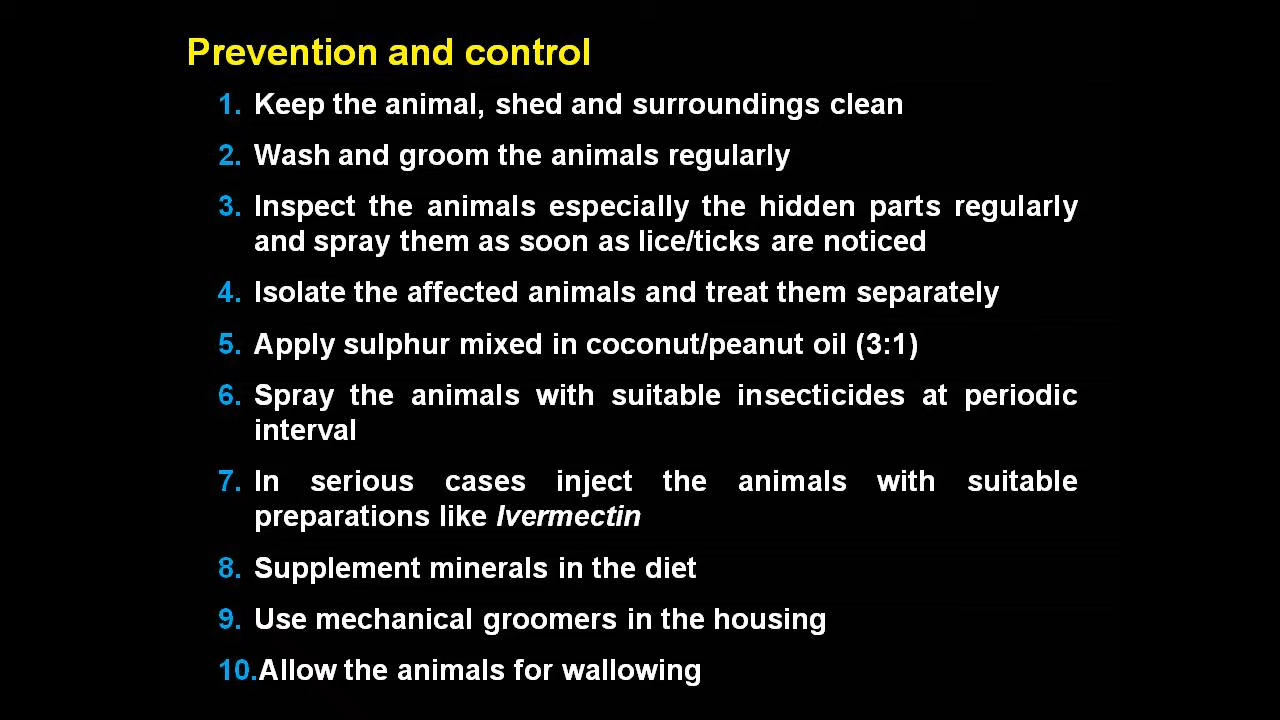 Prevention and control
1. Keep the animal, shed and surroundings clean
2. Wash and groom the animals regularly
3. Inspect the animals especially the hidden parts regularly
and spray them as soon as lice/ticks are noticed
4. Isolate the affected animals and treat them separately
5. Apply sulphur mixed in coconut/peanut oil (3:1)
6. Spray the animals with suitable insecticides at periodic
interval
7. In serious cases inject the animals with suitable
preparations like Ivermectin
8. Supplement minerals in the diet
9. Use mechanical groomers in the housing
10.Allow the animals for wallowing